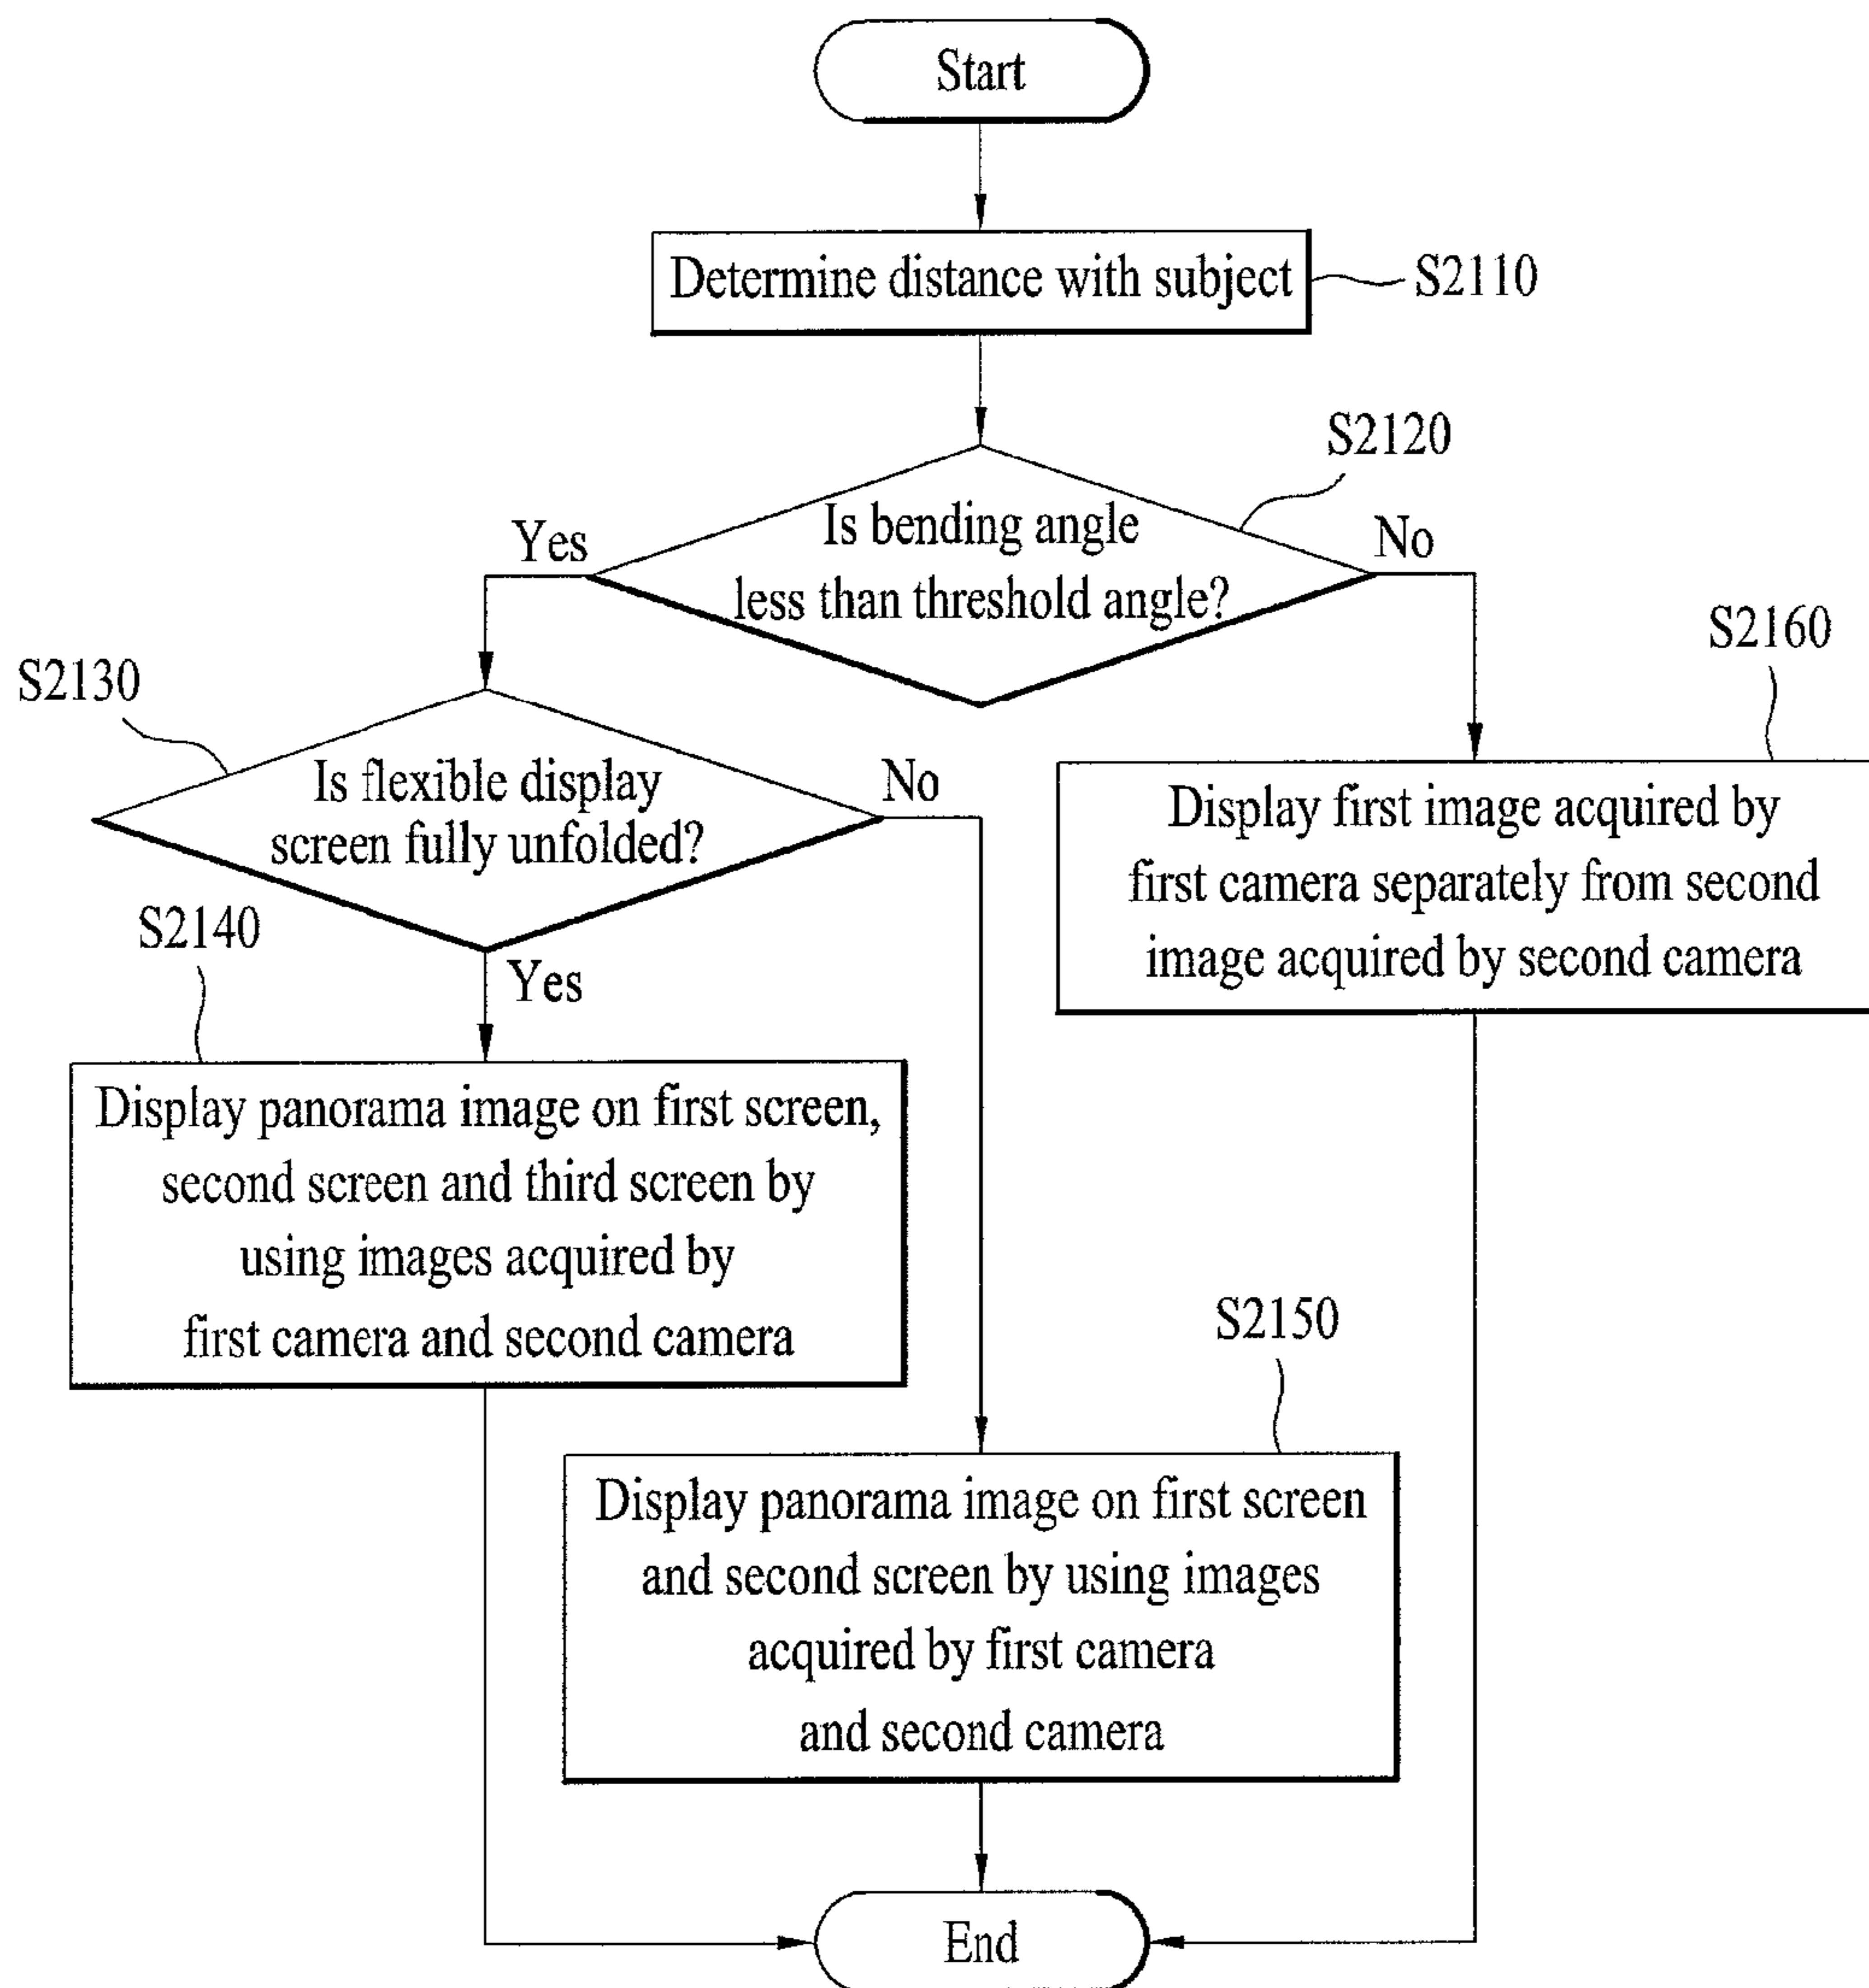 Start
Determine distance with subject
S2110
S2120
Is bending angle
less than threshold angle?
Yes
No
S2130
Is flexible display
screen fully unfolded?
No
Yes
S2160
Display first image acquired by
first camera separately from second
image acquired by second camera
S2140
Display panorama image on first screen,
second screen and third screen by
using images acquired by
first camera and second camera
S2150
Display panorama image on first screen
and second screen by using images
acquired by first camera
and second camera
End